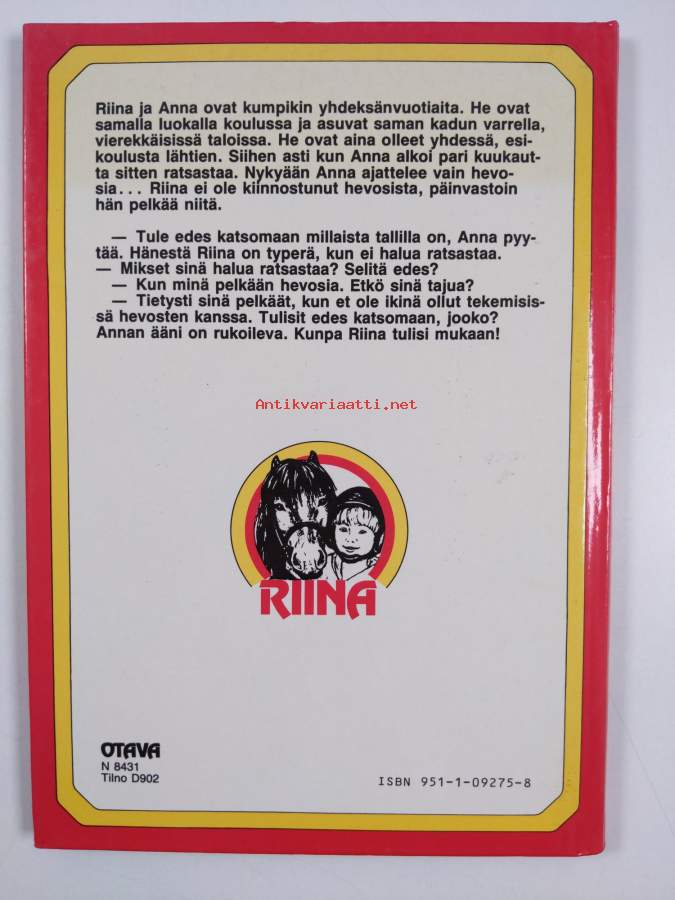 Riina ja Anna ovat kumpikin yhdeksänvuotiaita. He ovat
samalla luokalla koulussa ja asuvat saman kadun varrella,
vierekkäisissä taloissa. He ovat aina olleet yhdessä, esi-
koulusta lähtien. Siihen asti kun Anna alkoi pari kuukaut-
ta sitten ratsastaa. Nykyään Anna ajattelee vain hevo-
sia... Riina ei ole kiinnostunut hevosista, päinvastoin
hän pelkää niitä.
— Tule edes katsomaan millaista tallilla on, Anna pyy-
tää. Hänestä Riina on typerä, kun ei halua ratsastaa.
— Mikset sinä halua ratsastaa? Selitä edes?
— Kun minä pelkään hevosia. Etkö sinä tajua?
— Tietysti sinä pelkäät, kun et ole ikinä ollut tekemisis-
sä hevosten kanssa. Tulisit edes katsomaan, jooko?
Annan ääni on rukoileva. Kunpa Riina tulisi mukaan!
Antikvariaatti.net
RIINA
OTAVA
N 8431
Tilno D902
ISBN 951-1-09275-8